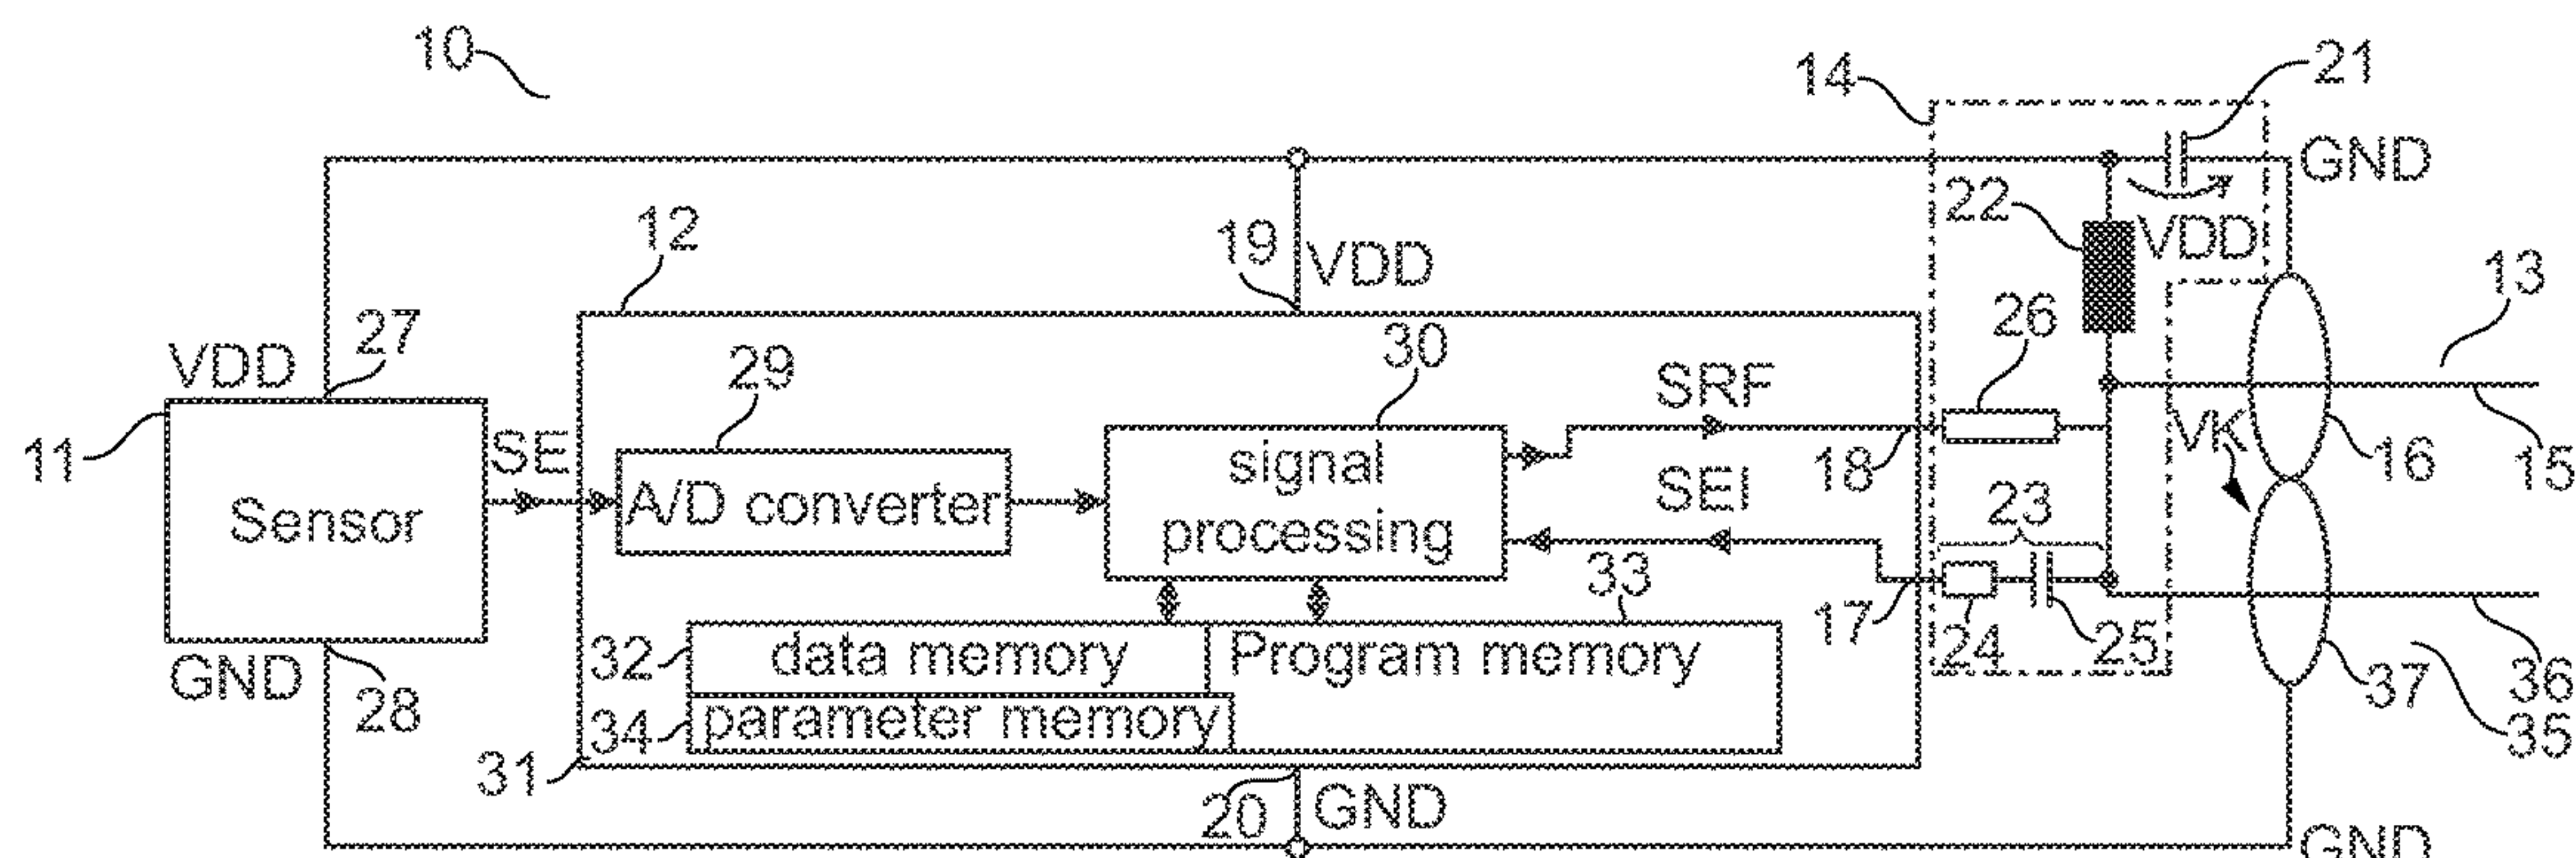 10
14
21
GND
22
VDD
12
19
VDD
13
26
VDD
27
29
30
SRF
11
SE
Sensor
A/D converter
signal
processing
SEI
18
VK
16
15
23
33
17
24
25
GND
28
32
data memory
Program memory
34
parameter memory
37
36
35
31
20
GND
GND